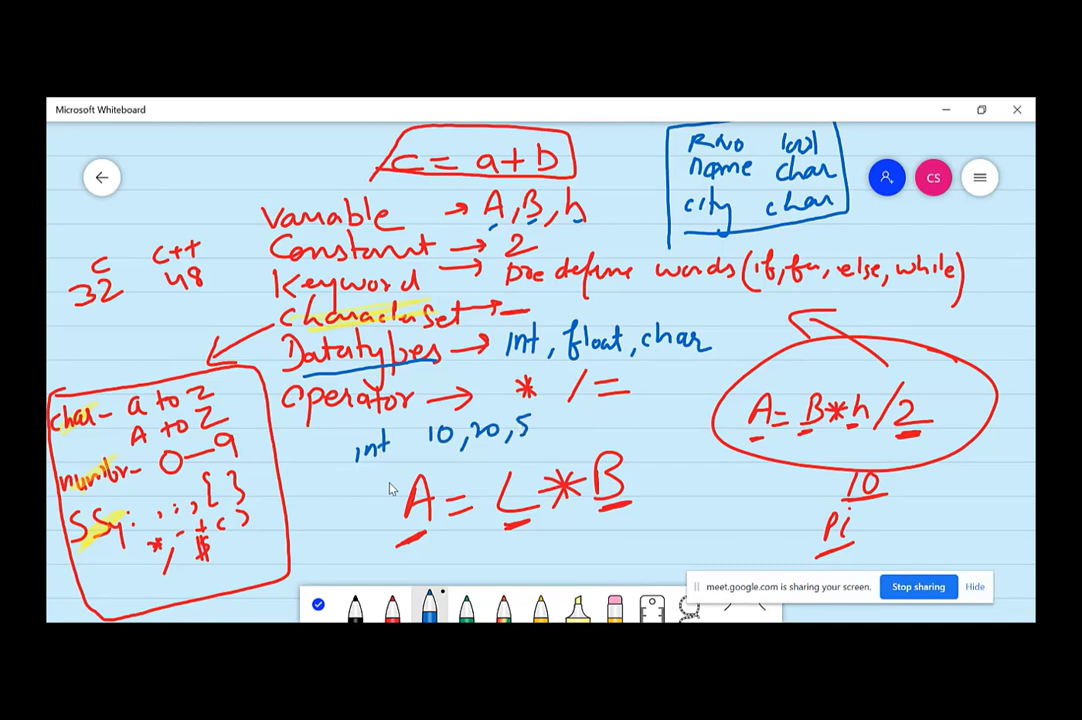 Microsoft Whiteboard
c = a+b
RNo
name char
city char
CS
Variable → A, B, h
Constant → 2
Keyword → pre define words (if, for, else, while)
C C++
32 48
Character Set →
Datatypes → int, float, char
Operator → * / =
int 10, 20, 5
A = L * B
char - a to z
A to Z
number - 0 - 9
SSy: , ; { }
* - + ( )
/ $
A = B * h / 2
10
Pi
meet.google.com is sharing your screen. Stop sharing Hide